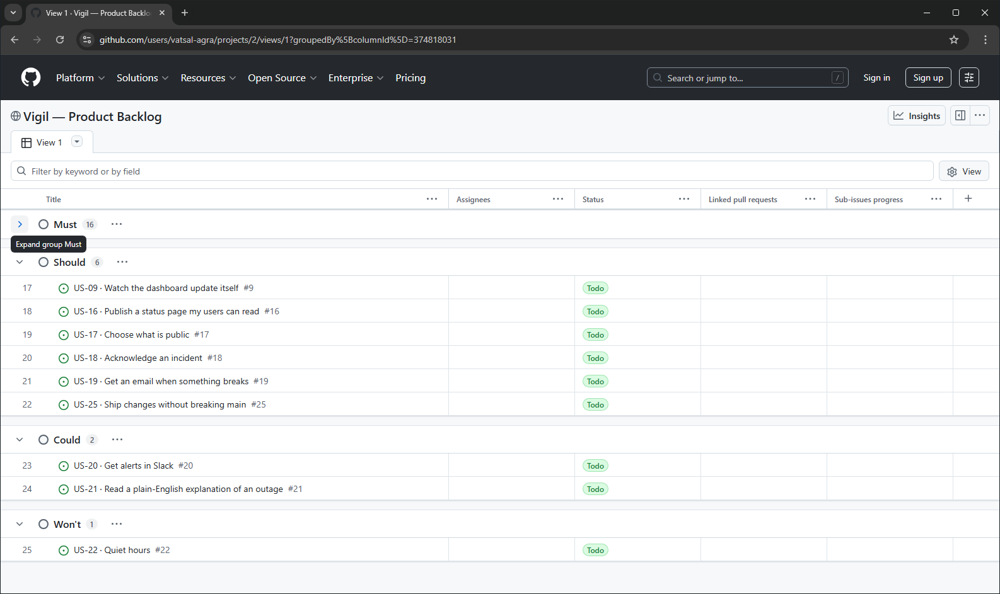 View 1 · Vigil — Product Backlo
github.com/users/vatsal-agra/projects/2/views/1?groupedBy%5BcolumnId%5D=374818031
Platform Solutions Resources Open Source Enterprise Pricing Search or jump to... / Sign in Sign up
Vigil — Product Backlog Insights
View 1
Filter by keyword or by field View
Title Assignees Status Linked pull requests Sub-issues progress
Must 16
Expand group Must
Should 6
17 US-09 · Watch the dashboard update itself #9 Todo
18 US-16 · Publish a status page my users can read #16 Todo
19 US-17 · Choose what is public #17 Todo
20 US-18 · Acknowledge an incident #18 Todo
21 US-19 · Get an email when something breaks #19 Todo
22 US-25 · Ship changes without breaking main #25 Todo
Could 2
23 US-20 · Get alerts in Slack #20 Todo
24 US-21 · Read a plain-English explanation of an outage #21 Todo
Won't 1
25 US-22 · Quiet hours #22 Todo